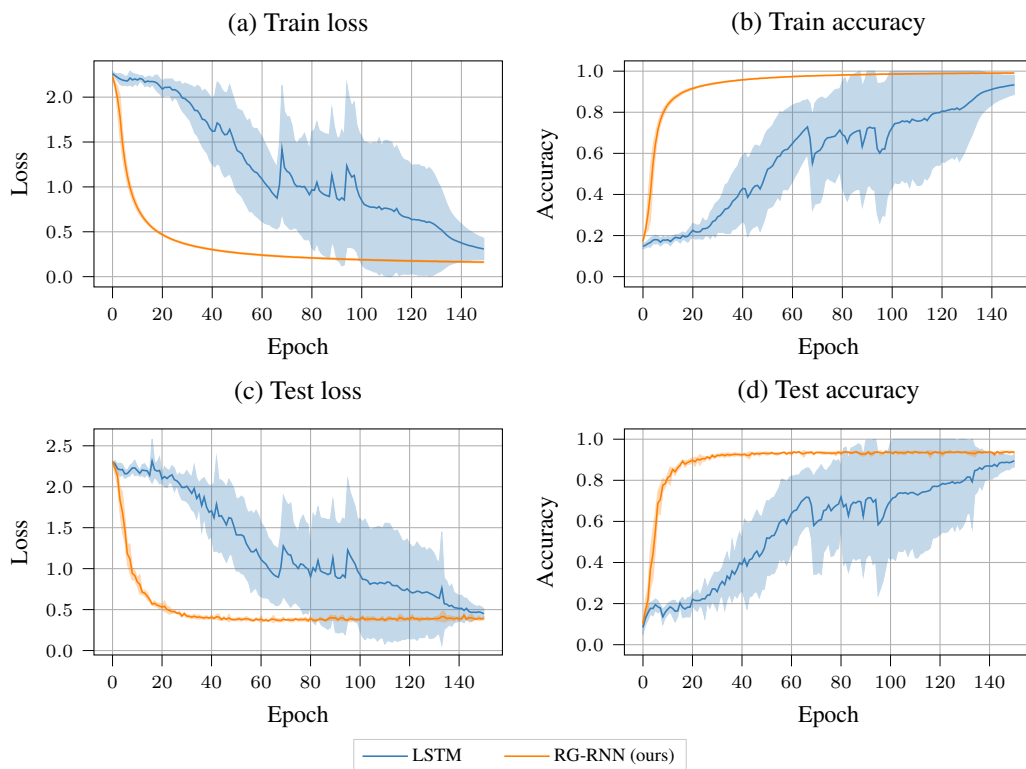 (a) Train loss
(b) Train accuracy
2.0
1.5
1.0
0.5
0.0
Loss
0 20 40 60 80 100 120 140
Epoch
1.0
0.8
0.6
0.4
0.2
0.0
Accuracy
0 20 40 60 80 100 120 140
Epoch
(c) Test loss
(d) Test accuracy
2.5
2.0
1.5
1.0
0.5
0.0
Loss
0 20 40 60 80 100 120 140
Epoch
1.0
0.8
0.6
0.4
0.2
0.0
Accuracy
0 20 40 60 80 100 120 140
Epoch
LSTM RG-RNN (ours)